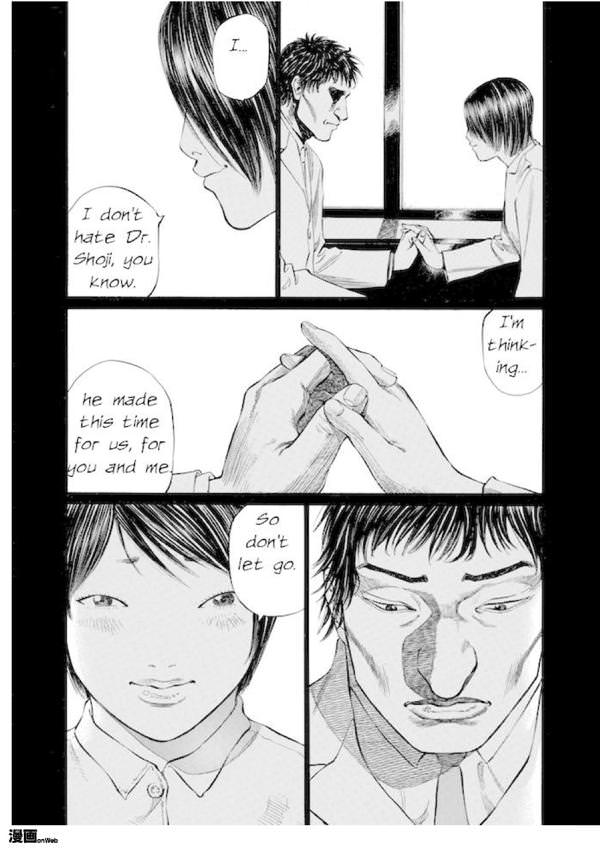 I...
I don't
hate Dr.
Shoji, you
know.
I'm
think-
ing...
he made
this time
for us, for
you and me.
So
don't
let go.
漫画onWeb